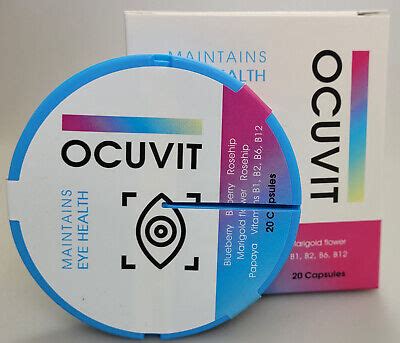 OCUVIT
MAINTAINS
EYE HEALTH
Blueberry Bilberry Rosehip
Marigold flower Rosehip
Papaya Vitamins B1, B2, B6, B12
20 Capsules
MAINTAINS
HEALTH
OCUVIT
Marigold flower
B1, B2, B6, B12
20 Capsules